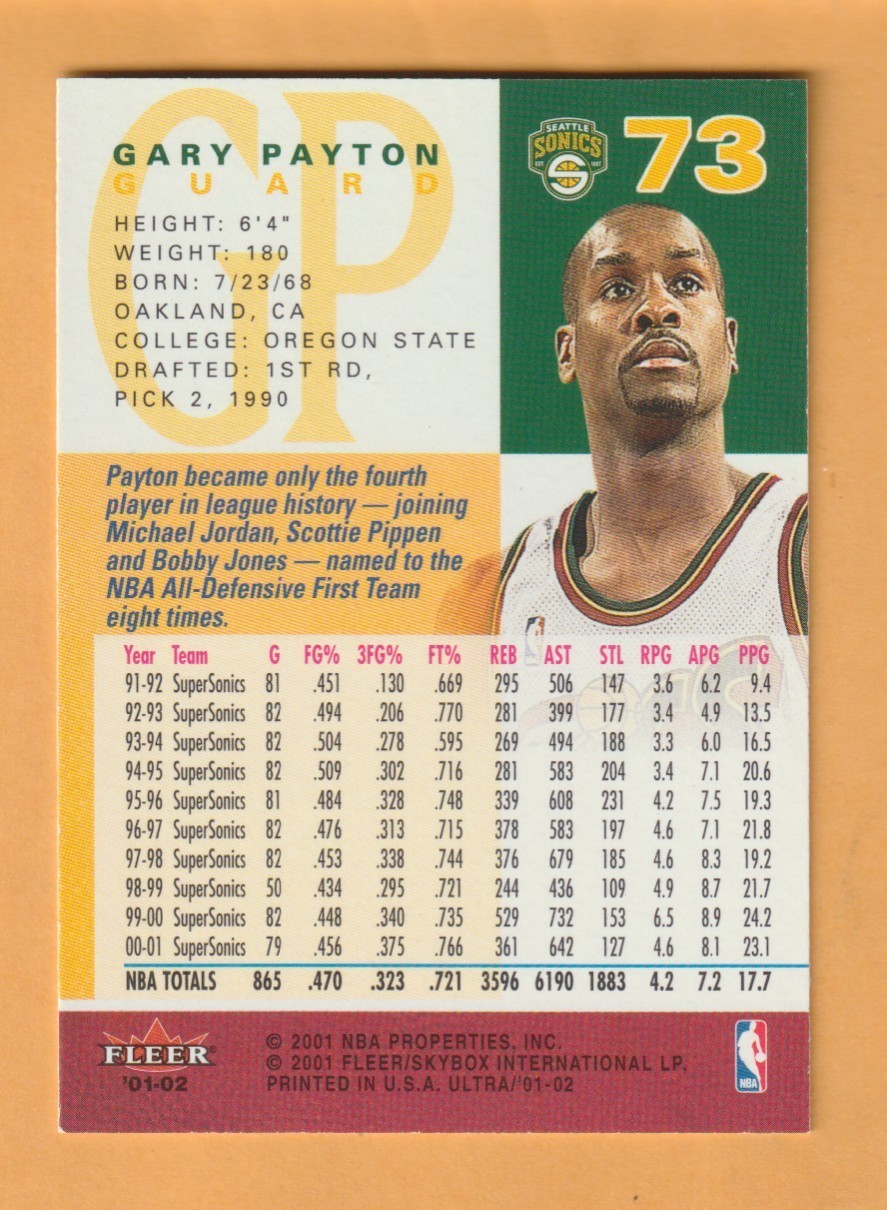 GP
GARY PAYTON
GUARD
HEIGHT: 6'4"
WEIGHT: 180
BORN: 7/23/68
OAKLAND, CA
COLLEGE: OREGON STATE
DRAFTED: 1ST RD,
PICK 2, 1990
SEATTLE
SONICS
EST. 1967
73
Payton became only the fourth
player in league history — joining
Michael Jordan, Scottie Pippen
and Bobby Jones — named to the
NBA All-Defensive First Team
eight times.
Year Team G FG% 3FG% FT% REB AST STL RPG APG PPG
91-92 SuperSonics 81 .451 .130 .669 295 506 147 3.6 6.2 9.4
92-93 SuperSonics 82 .494 .206 .770 281 399 177 3.4 4.9 13.5
93-94 SuperSonics 82 .504 .278 .595 269 494 188 3.3 6.0 16.5
94-95 SuperSonics 82 .509 .302 .716 281 583 204 3.4 7.1 20.6
95-96 SuperSonics 81 .484 .328 .748 339 608 231 4.2 7.5 19.3
96-97 SuperSonics 82 .476 .313 .715 378 583 197 4.6 7.1 21.8
97-98 SuperSonics 82 .453 .338 .744 376 679 185 4.6 8.3 19.2
98-99 SuperSonics 50 .434 .295 .721 244 436 109 4.9 8.7 21.7
99-00 SuperSonics 82 .448 .340 .735 529 732 153 6.5 8.9 24.2
00-01 SuperSonics 79 .456 .375 .766 361 642 127 4.6 8.1 23.1
NBA TOTALS 865 .470 .323 .721 3596 6190 1883 4.2 7.2 17.7
FLEER
'01-02
© 2001 NBA PROPERTIES, INC.
© 2001 FLEER/SKYBOX INTERNATIONAL LP.
PRINTED IN U.S.A. ULTRA/'01-02
NBA